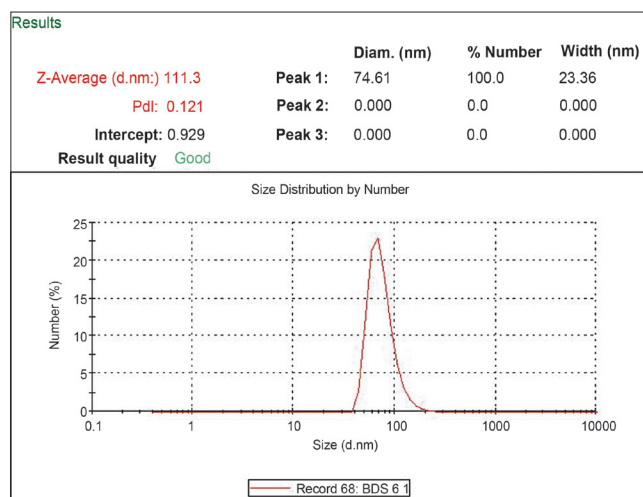 Results
Diam. (nm) % Number Width (nm)
Z-Average (d.nm:) 111.3 Peak 1: 74.61 100.0 23.36
PdI: 0.121 Peak 2: 0.000 0.0 0.000
Intercept: 0.929 Peak 3: 0.000 0.0 0.000
Result quality Good
Size Distribution by Number
25
20
15
10
5
0
Number (%)
0.1 1 10 100 1000 10000
Size (d.nm)
Record 68: BDS 6 1